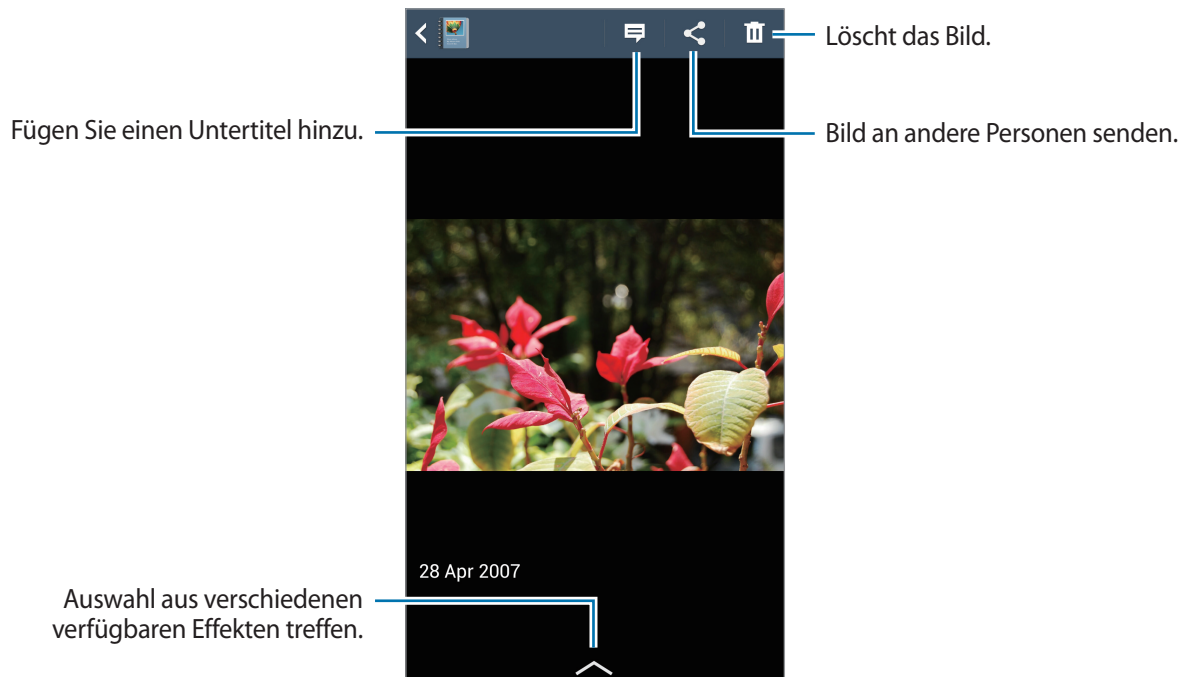 Löscht das Bild.
Fügen Sie einen Untertitel hinzu.
Bild an andere Personen senden.
28 Apr 2007
Auswahl aus verschiedenen
verfügbaren Effekten treffen.